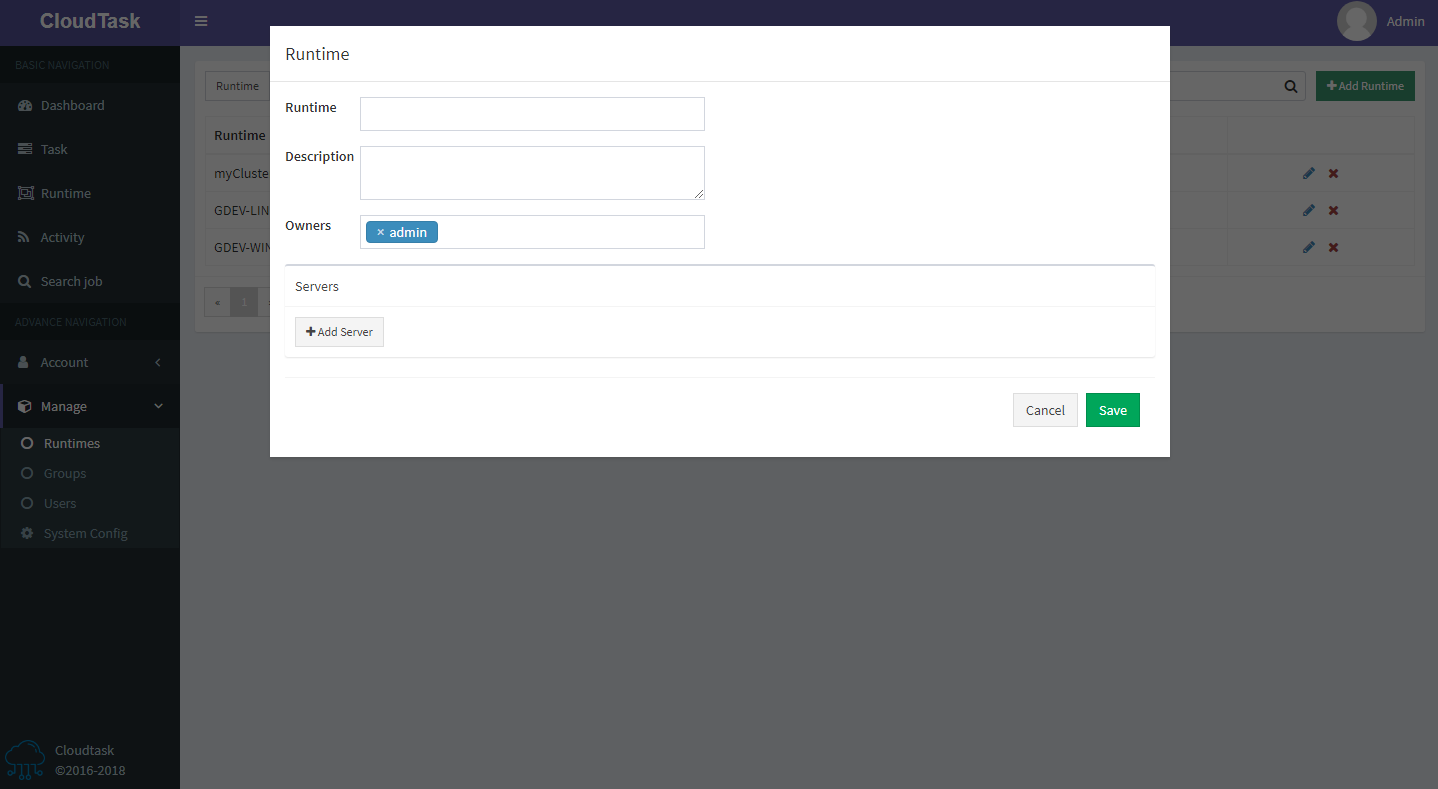 CloudTask
Admin
BASIC NAVIGATION
Dashboard
Task
Runtime
Activity
Search job
ADVANCE NAVIGATION
Account
Manage
Runtimes
Groups
Users
System Config
Cloudtask
©2016-2018
Runtime
Add Runtime
Runtime
myCluste
GDEV-LIN
GDEV-WIN
«
1
Runtime
Runtime
Description
Owners
× admin
Servers
Add Server
Cancel
Save